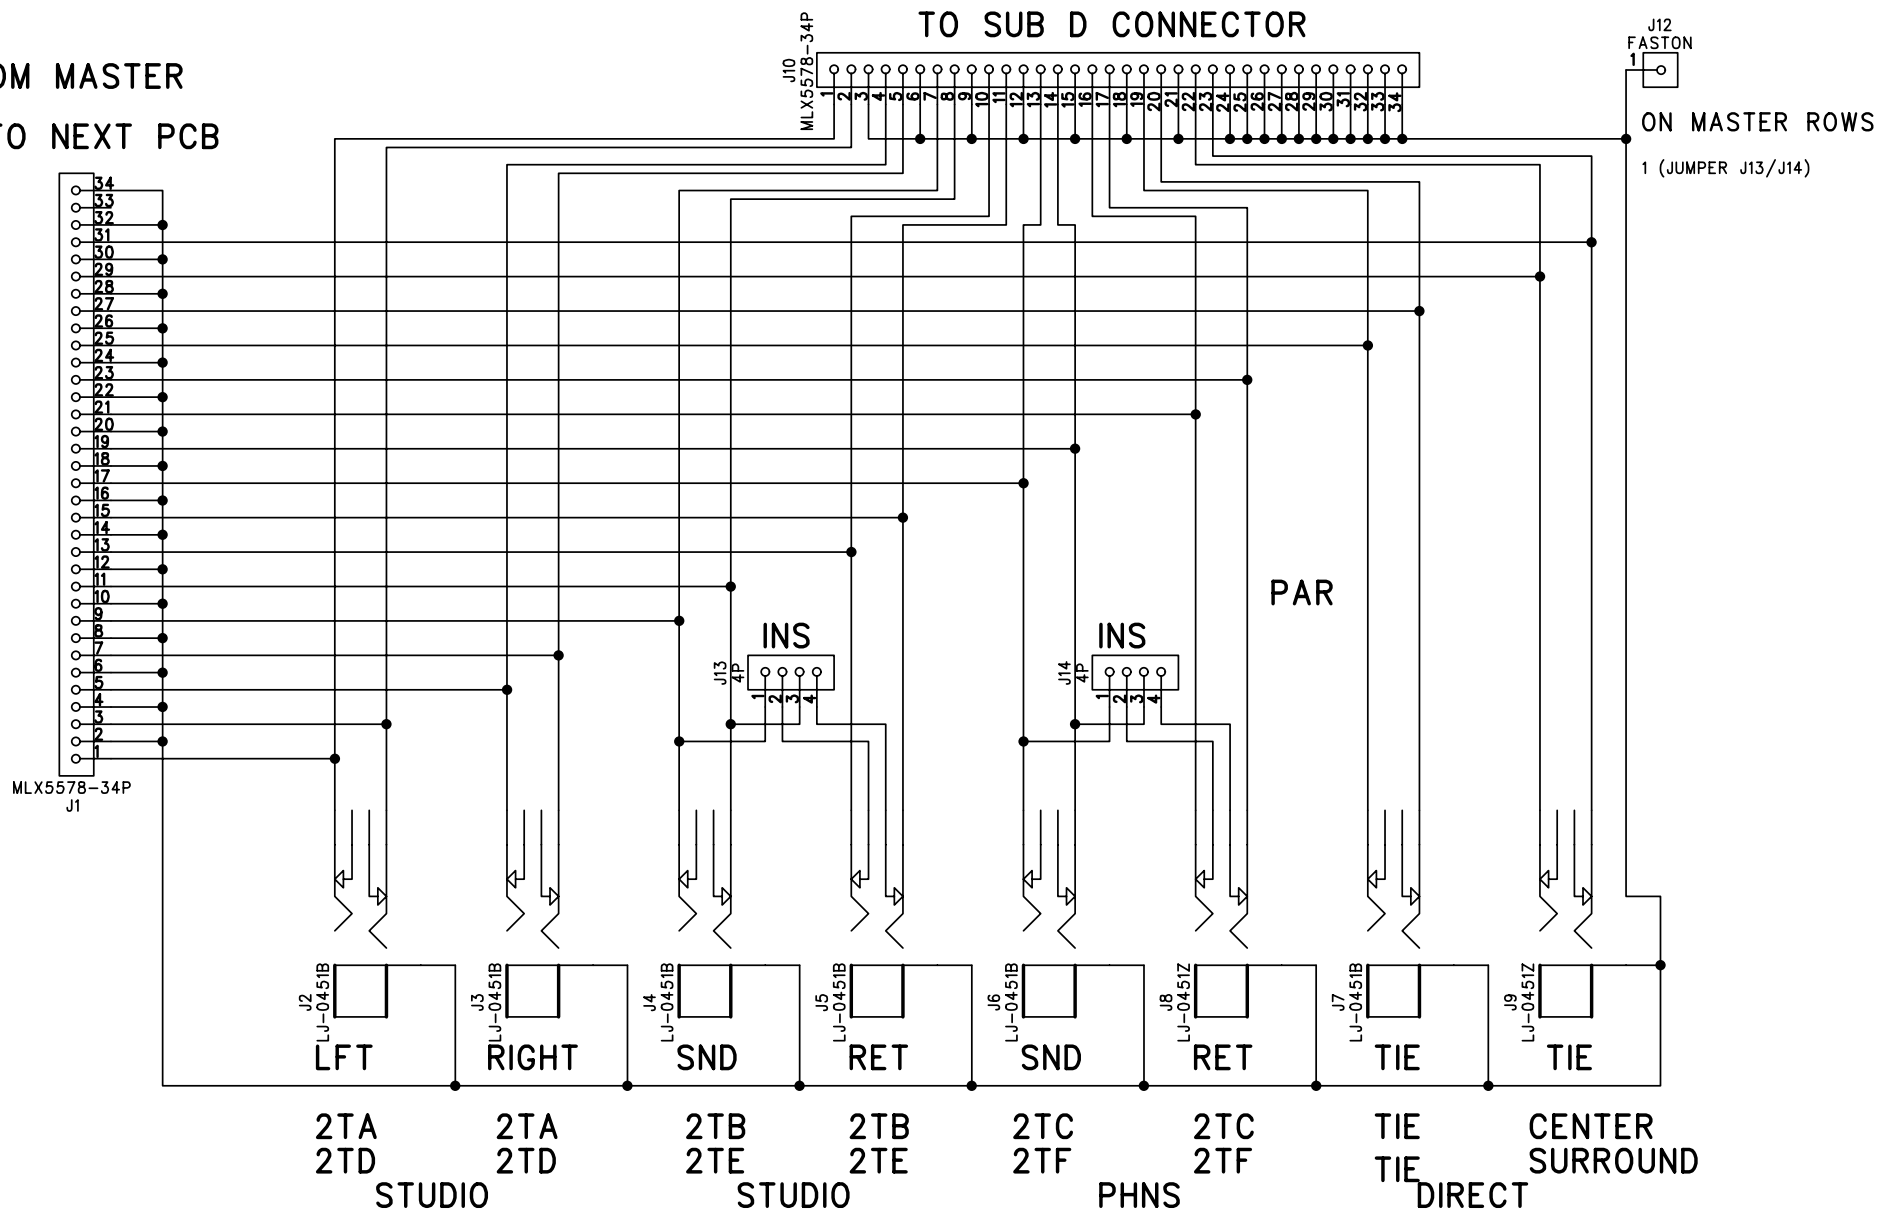 TO SUB D CONNECTOR
J10
MLX5578-34P
1 2 3 4 5 6 7 8 9 10 11 12 13 14 15 16 17 18 19 20 21 22 23 24 25 26 27 28 29 30 31 32 33 34
J12
FASTON
1
OM MASTER
TO NEXT PCB
ON MASTER ROWS
1 (JUMPER J13/J14)
34
33
32
31
30
29
28
27
26
25
24
23
22
21
20
19
18
17
16
15
14
13
12
11
10
9
8
7
6
5
4
3
2
1
MLX5578-34P
J1
PAR
INS
J13
4P
1 2 3 4
INS
J14
4P
1 2 3 4
J2
LJ-0451B
J3
LJ-0451B
J4
LJ-0451B
J5
LJ-0451B
J6
LJ-0451B
J8
LJ-0451Z
J7
LJ-0451B
J9
LJ-0451Z
LFT RIGHT SND RET SND RET TIE TIE
2TA 2TA 2TB 2TB 2TC 2TC TIE CENTER
2TD 2TD 2TE 2TE 2TF 2TF TIE SURROUND
STUDIO STUDIO PHNS DIRECT